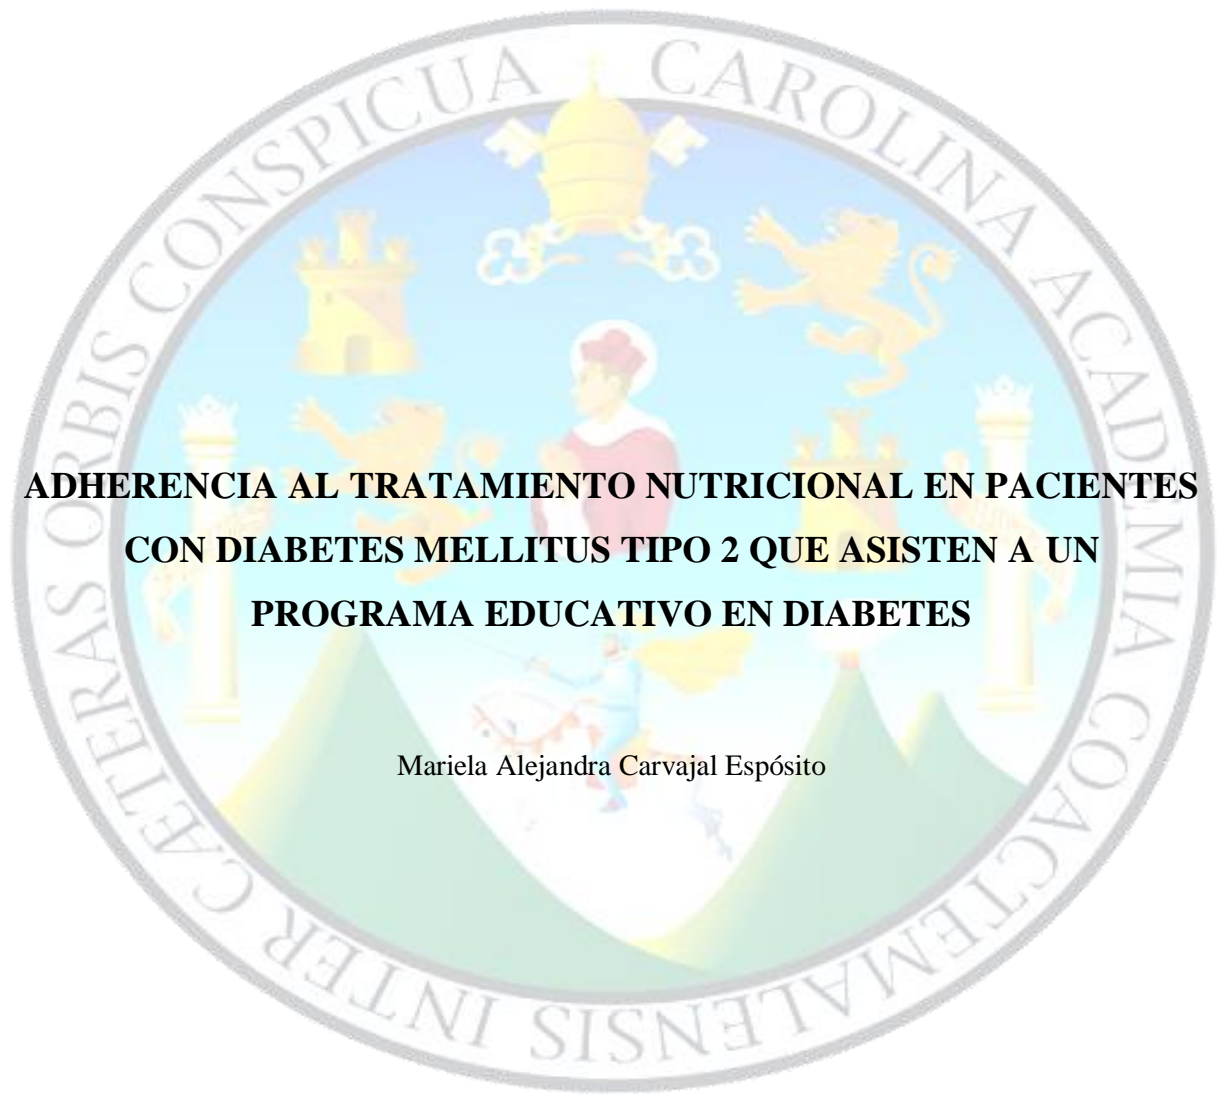 CAETERAS ORBIS CONSPICUA CAROLINA ACADEMIA COACTEMALENSIS INTER
ADHERENCIA AL TRATAMIENTO NUTRICIONAL EN PACIENTES
CON DIABETES MELLITUS TIPO 2 QUE ASISTEN A UN
PROGRAMA EDUCATIVO EN DIABETES
Mariela Alejandra Carvajal Espósito